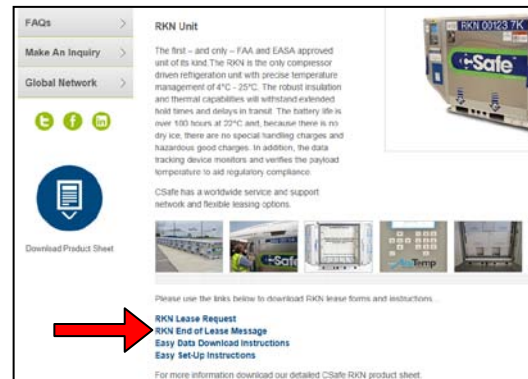 FAQs
Make An Inquiry
Global Network
Download Product Sheet
RKN Unit
The first – and only – FAA and EASA approved
unit of its kind. The RKN is the only compressor
driven refrigeration unit with precise temperature
management of 4°C - 25°C. The robust insulation
and thermal capabilities will withstand extended
hold times and delays in transit. The battery life is
over 100 hours at 22°C and, because there is no
dry ice, there are no special handling charges and
hazardous good charges. In addition, the data
tracking device monitors and verifies the payload
temperature to aid regulatory compliance.
CSafe has a worldwide service and support
network and flexible leasing options.
RKN 00123 7K
CSafe
CSafe
AcuTemp
Please use the links below to download RKN lease forms and instructions...
RKN Lease Request
RKN End of Lease Message
Easy Data Download Instructions
Easy Set-Up Instructions
For more information download our detailed CSafe RKN product sheet.